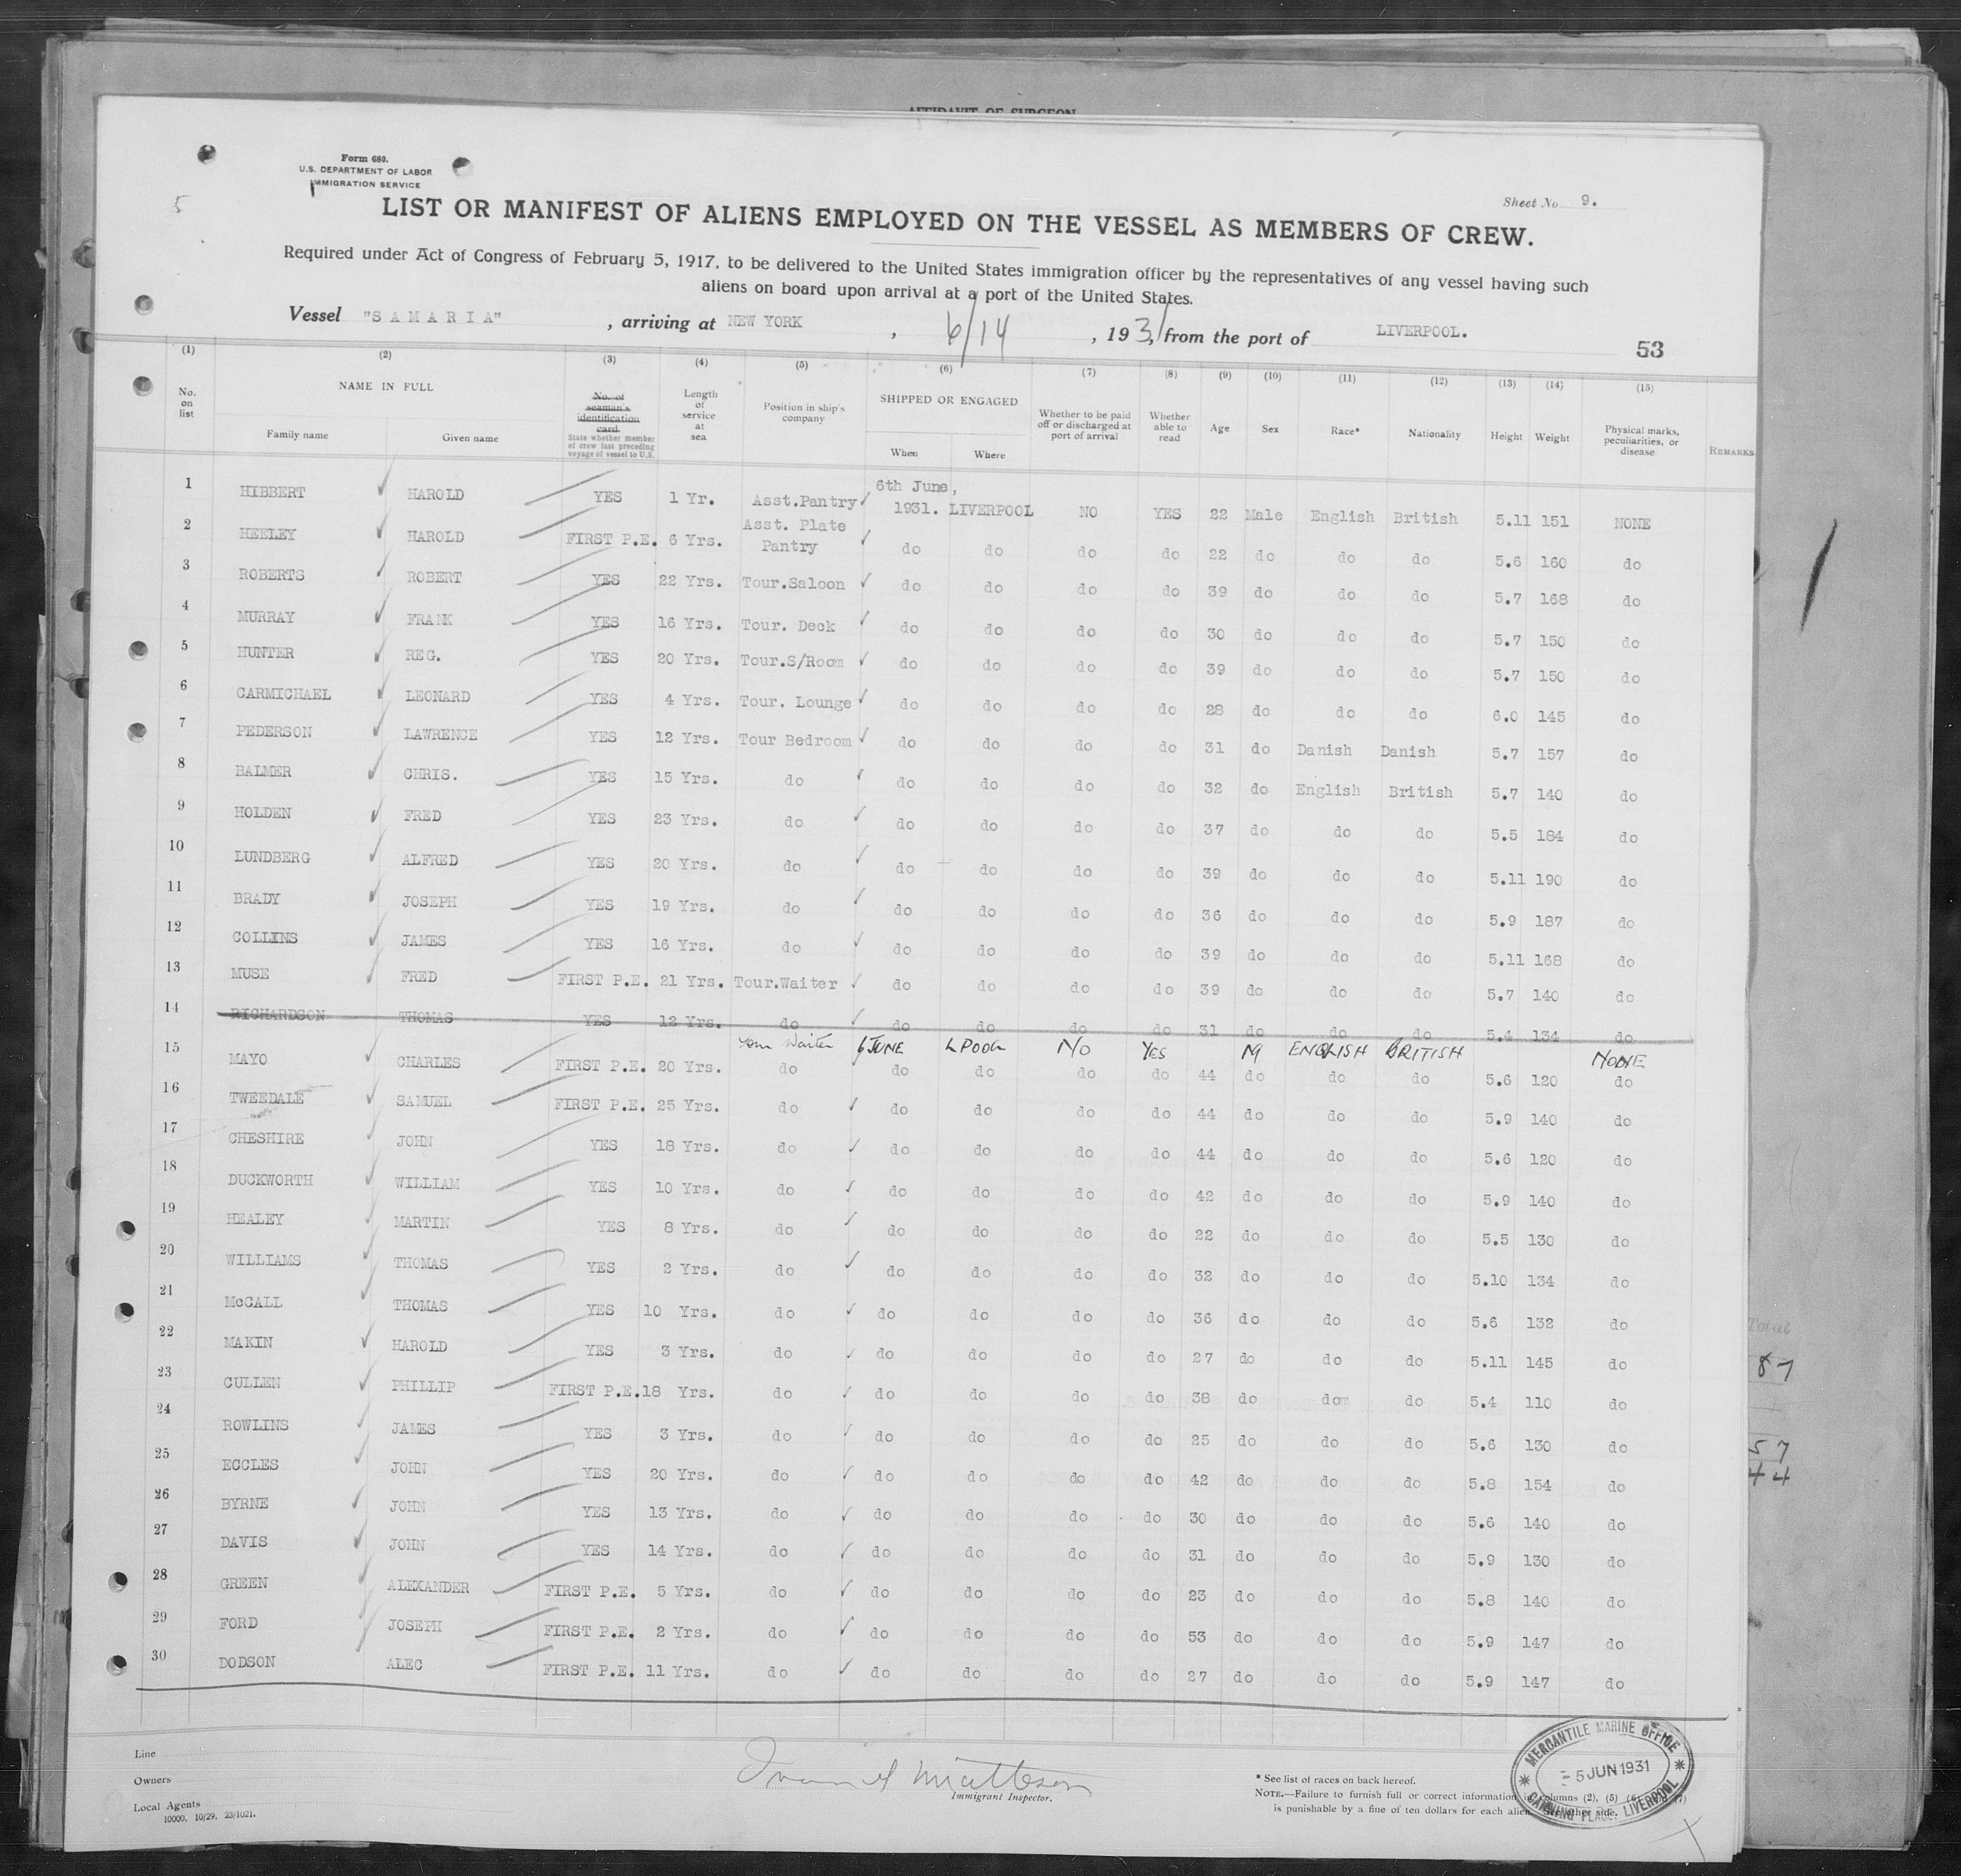 AFFIDAVIT OF SURGEON
Form 680.
U.S. DEPARTMENT OF LABOR
IMMIGRATION SERVICE
5
Sheet No. 9.
LIST OR MANIFEST OF ALIENS EMPLOYED ON THE VESSEL AS MEMBERS OF CREW.
Required under Act of Congress of February 5, 1917, to be delivered to the United States immigration officer by the representatives of any vessel having such
aliens on board upon arrival at a port of the United States.
Vessel "SAMARIA", arriving at NEW YORK, 6/14, 1931, from the port of LIVERPOOL.
53
(1) (2) (3) (4) (5) (6) (7) (8) (9) (10) (11) (12) (13) (14) (15)
No. on list NAME IN FULL Family name Given name No. of seaman's identification card. State whether member of crew last preceding voyage of vessel to U.S. Length of service at sea Position in ship's company SHIPPED OR ENGAGED When Where Whether to be paid off or discharged at port of arrival Whether able to read Age Sex Race* Nationality Height Weight Physical marks, peculiarities, or disease REMARKS
1 HIBBERT HAROLD YES 1 Yr. Asst.Pantry 6th June, 1931. LIVERPOOL NO YES 22 Male English British 5.11 151 NONE
2 HEELEY HAROLD FIRST P.E. 6 Yrs. Asst. Plate Pantry do do do do 22 do do do 5.6 160 do
3 ROBERTS ROBERT YES 22 Yrs. Tour.Saloon do do do do 39 do do do 5.7 168 do
4 MURRAY FRANK YES 16 Yrs. Tour. Deck do do do do 30 do do do 5.7 150 do
5 HUNTER REG. YES 20 Yrs. Tour.S/Room do do do do 39 do do do 5.7 150 do
6 CARMICHAEL LEONARD YES 4 Yrs. Tour. Lounge do do do do 28 do do do 6.0 145 do
7 PEDERSON LAWRENCE YES 12 Yrs. Tour Bedroom do do do do 31 do Danish Danish 5.7 157 do
8 BALMER CHRIS. YES 15 Yrs. do do do do do 32 do English British 5.7 140 do
9 HOLDEN FRED YES 23 Yrs. do do do do do 37 do do do 5.5 184 do
10 LUNDBERG ALFRED YES 20 Yrs. do do do do do 39 do do do 5.11 190 do
11 BRADY JOSEPH YES 19 Yrs. do do do do do 36 do do do 5.9 187 do
12 COLLINS JAMES YES 16 Yrs. do do do do do 39 do do do 5.11 168 do
13 MUSE FRED FIRST P.E. 21 Yrs. Tour.Waiter do do do do 39 do do do 5.7 140 do
14 RICHARDSON THOMAS YES 12 Yrs. do do do do do 31 do do do 5.4 134 do
Tour Waiter 6 JUNE LPOOL NO YES M ENGLISH BRITISH NONE
15 MAYO CHARLES FIRST P.E. 20 Yrs. do do do do do 44 do do do 5.6 120 do
16 TWEEDALE SAMUEL FIRST P.E. 25 Yrs. do do do do do 44 do do do 5.9 140 do
17 CHESHIRE JOHN YES 18 Yrs. do do do do do 44 do do do 5.6 120 do
18 DUCKWORTH WILLIAM YES 10 Yrs. do do do do do 42 do do do 5.9 140 do
19 HEALEY MARTIN YES 8 Yrs. do do do do do 22 do do do 5.5 130 do
20 WILLIAMS THOMAS YES 2 Yrs. do do do do do 32 do do do 5.10 134 do
21 McCALL THOMAS YES 10 Yrs. do do do do do 36 do do do 5.6 132 do
22 MAKIN HAROLD YES 3 Yrs. do do do do do 27 do do do 5.11 145 do
23 CULLEN PHILLIP FIRST P.E. 18 Yrs. do do do do do 38 do dom do 5.4 110 do
24 ROWLINS JAMES YES 3 Yrs. do do do do do 25 do do do 5.6 130 do
25 ECCLES JOHN YES 20 Yrs. do do do do do 42 do do do 5.8 154 do
26 BYRNE JOHN YES 13 Yrs. do do do do do 30 do do do 5.6 140 do
27 DAVIS JOHN YES 14 Yrs. do do do do do 31 do do do 5.9 130 do
28 GREEN ALEXANDER FIRST P.E. 5 Yrs. do do do do do 23 do do do 5.8 140 do
29 FORD JOSEPH FIRST P.E. 2 Yrs. do do do do do 53 do do do 5.9 147 do
30 DODSON ALEC FIRST P.E. 11 Yrs. do do do do do 27 do do do 5.9 147 do
Total
87
57
44
Line
Owners
Local Agents
10000, 10/29. 23/1021.
Matteson
Immigrant Inspector.
* See list of races on back hereof.
NOTE.—Failure to furnish full or correct information in columns (2), (5) (6) (7)
is punishable by a fine of ten dollars for each alien. See other side.
MERCANTILE MARINE OFFICE
5 JUN 1931
CANNING PLACE, LIVERPOOL